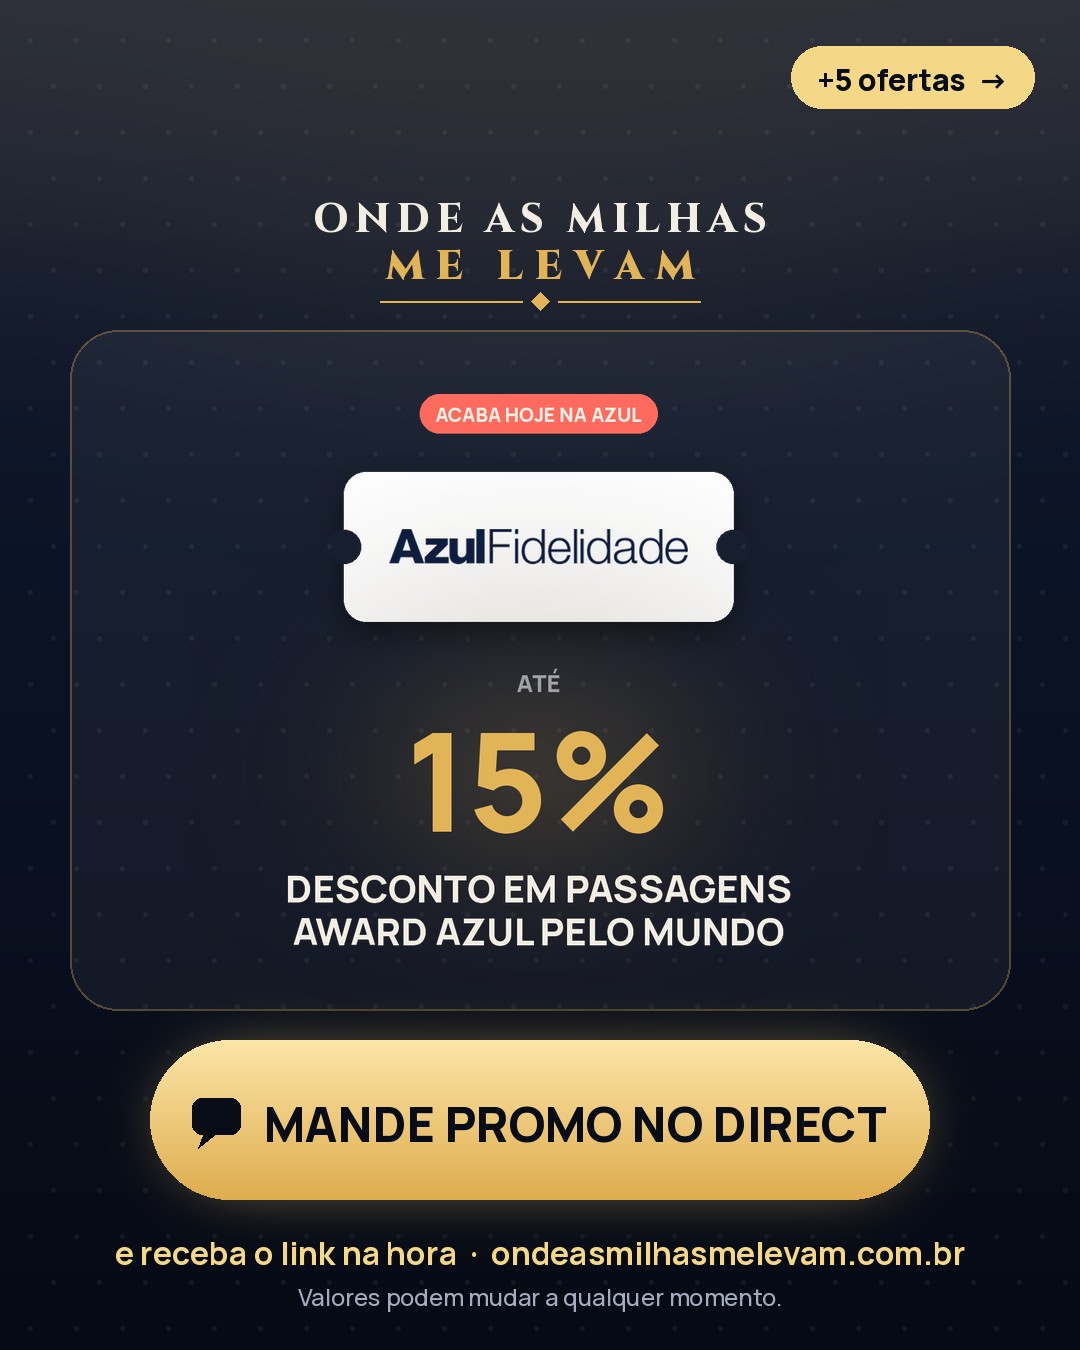 +5 ofertas →
ONDE AS MILHAS
ME LEVAM
ACABA HOJE NA AZUL
AzulFidelidade
ATÉ
15%
DESCONTO EM PASSAGENS
AWARD AZUL PELO MUNDO
MANDE PROMO NO DIRECT
e receba o link na hora · ondeasmilhasmelevam.com.br
Valores podem mudar a qualquer momento.